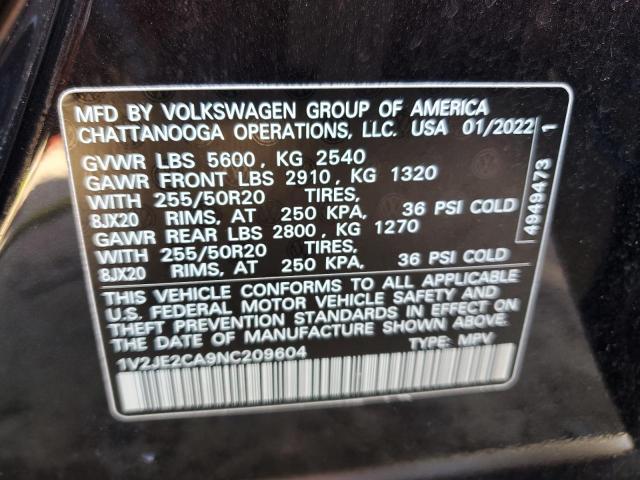 MFD BY VOLKSWAGEN GROUP OF AMERICA
CHATTANOOGA OPERATIONS, LLC. USA 01/2022
GVWR LBS 5600, KG 2540
GAWR FRONT LBS 2910, KG 1320
WITH 255/50R20 TIRES,
8JX20 RIMS, AT 250 KPA, 36 PSI COLD
GAWR REAR LBS 2800, KG 1270
WITH 255/50R20 TIRES,
8JX20 RIMS, AT 250 KPA, 36 PSI COLD
THIS VEHICLE CONFORMS TO ALL APPLICABLE
U.S. FEDERAL MOTOR VEHICLE SAFETY AND
THEFT PREVENTION STANDARDS IN EFFECT ON
THE DATE OF MANUFACTURE SHOWN ABOVE.
1V2JE2CA9NC209604 TYPE: MPV
4949473 1